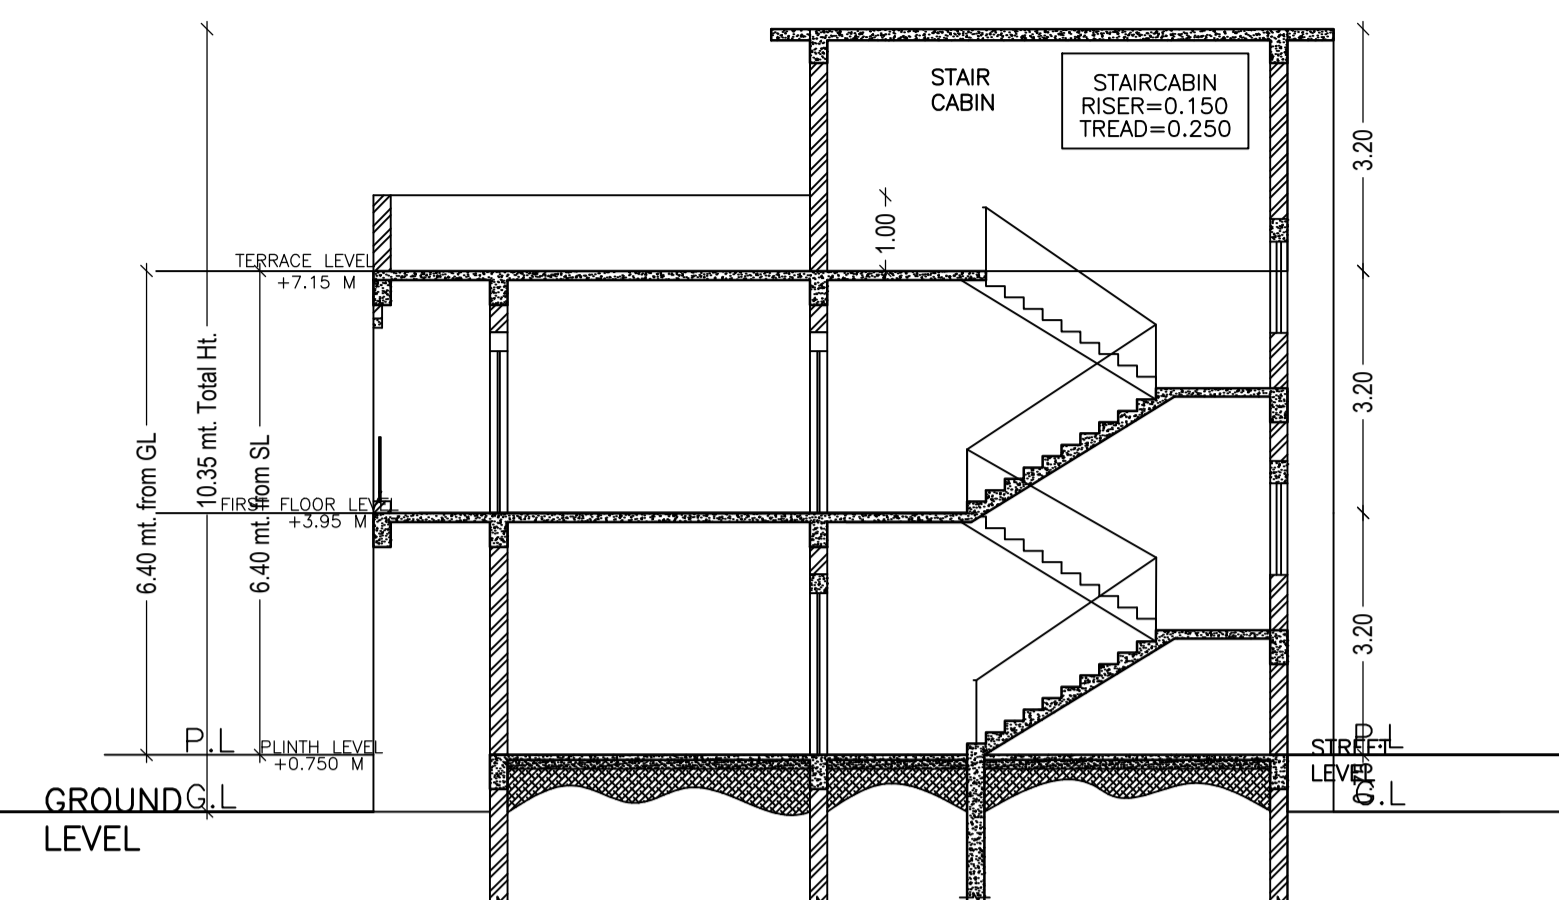 STAIR
CABIN
STAIRCABIN
RISER=0.150
TREAD=0.250
3.20
1.00
TERRACE LEVEL
+7.15 M
10.35 mt. Total Ht.
3.20
6.40 mt. from GL
6.40 mt. from SL
FIRST FLOOR LEVEL
+3.95 M
3.20
P.L
PLINTH LEVEL
+0.750 M
P.L
STREET
LEVEL
GROUND
LEVEL
G.L
G.L